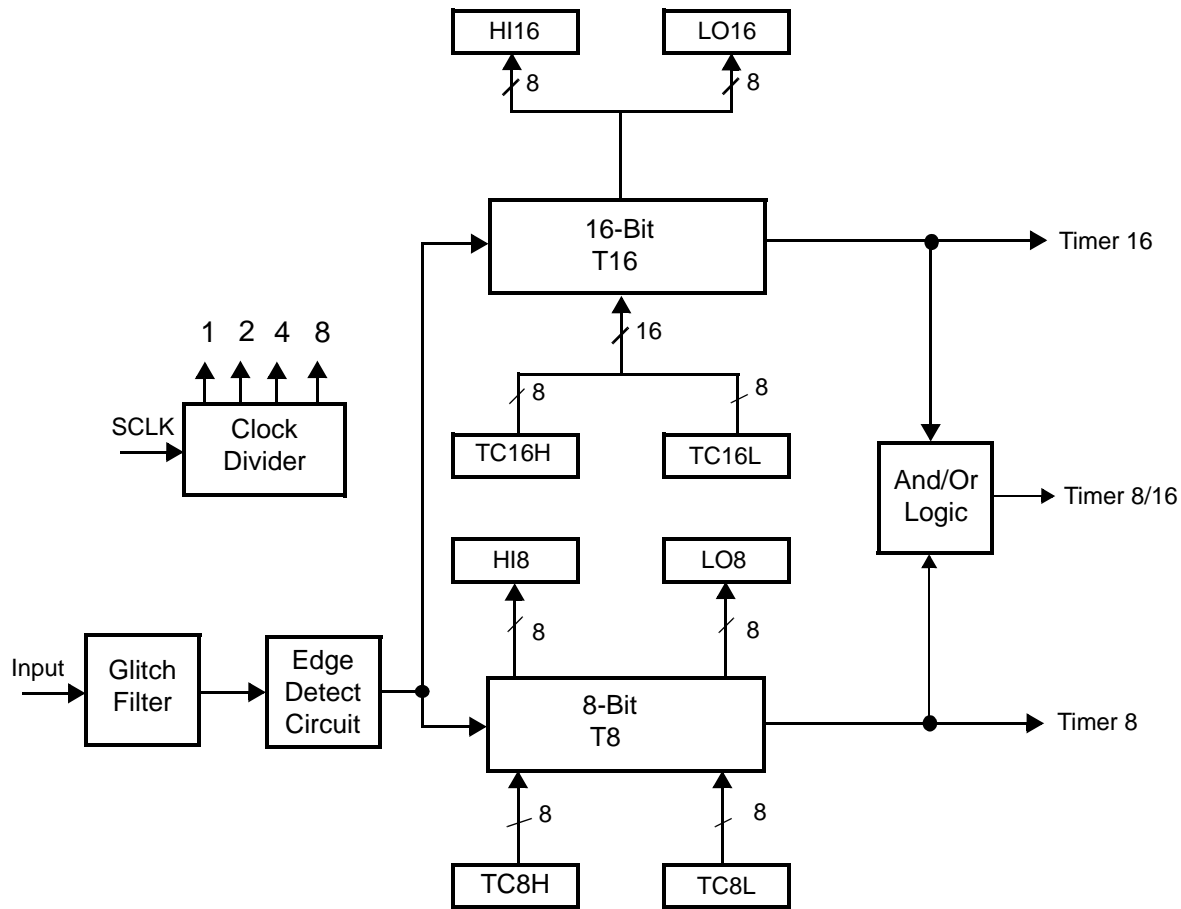 HI16
LO16
8
8
16-Bit
T16
Timer 16
1 2 4 8
16
SCLK
Clock
Divider
8
8
TC16H
TC16L
And/Or
Logic
Timer 8/16
HI8
LO8
8
8
Input
Glitch
Filter
Edge
Detect
Circuit
8-Bit
T8
Timer 8
8
8
TC8H
TC8L